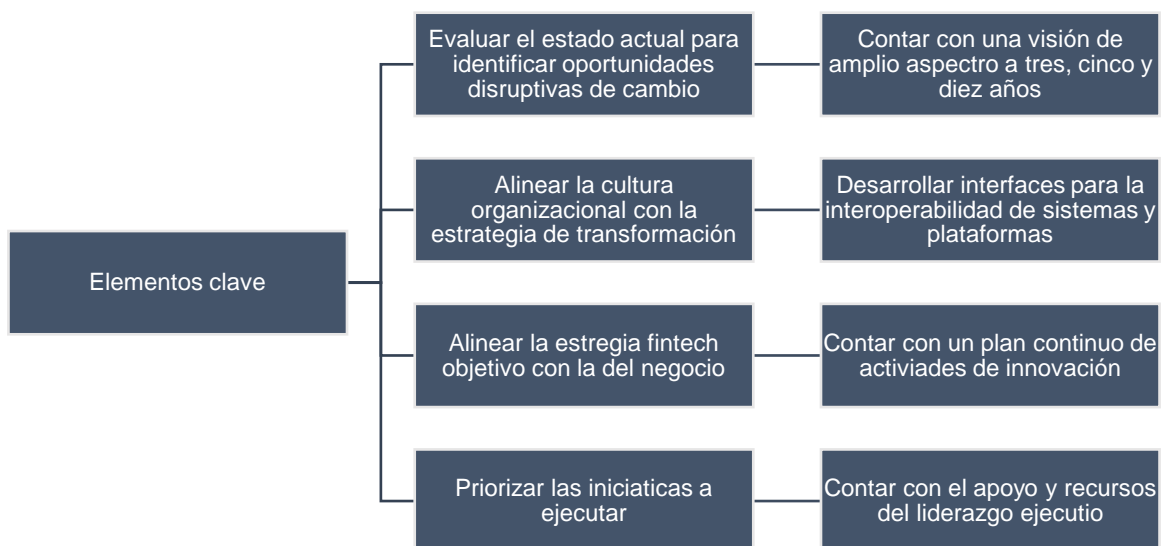 Elementos clave
Evaluar el estado actual para
identificar oportunidades
disruptivas de cambio
Contar con una visión de
amplio aspecto a tres, cinco y
diez años
Alinear la cultura
organizacional con la
estrategia de transformación
Desarrollar interfaces para la
interoperabilidad de sistemas y
plataformas
Alinear la estregia fintech
objetivo con la del negocio
Contar con un plan continuo de
activiades de innovación
Priorizar las iniciaticas a
ejecutar
Contar con el apoyo y recursos
del liderazgo ejecutio